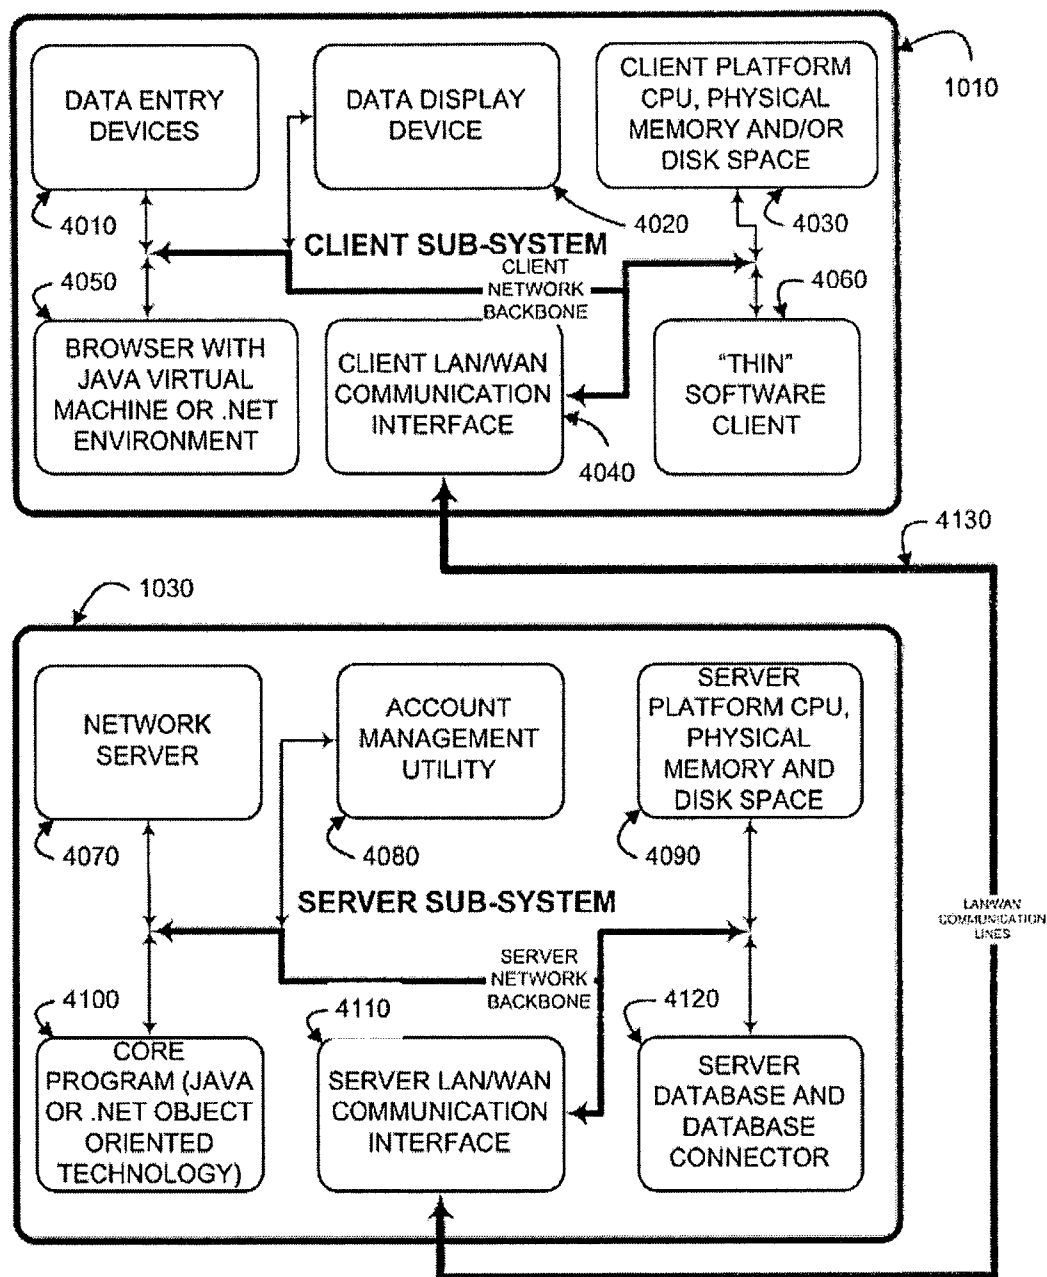 DATA ENTRY
DEVICES
DATA DISPLAY
DEVICE
CLIENT PLATFORM
CPU, PHYSICAL
MEMORY AND/OR
DISK SPACE
1010
4010
4020
4030
CLIENT SUB-SYSTEM
CLIENT
NETWORK
BACKBONE
4050
4060
BROWSER WITH
JAVA VIRTUAL
MACHINE OR .NET
ENVIRONMENT
CLIENT LAN/WAN
COMMUNICATION
INTERFACE
“THIN”
SOFTWARE
CLIENT
4040
4130
1030
NETWORK
SERVER
ACCOUNT
MANAGEMENT
UTILITY
SERVER
PLATFORM CPU,
PHYSICAL
MEMORY AND
DISK SPACE
4070
4080
4090
SERVER SUB-SYSTEM
LAN/WAN
COMMUNICATION
LINES
SERVER
NETWORK
BACKBONE
4100
4110
4120
CORE
PROGRAM (JAVA
OR .NET OBJECT
ORIENTED
TECHNOLOGY)
SERVER LAN/WAN
COMMUNICATION
INTERFACE
SERVER
DATABASE AND
DATABASE
CONNECTOR